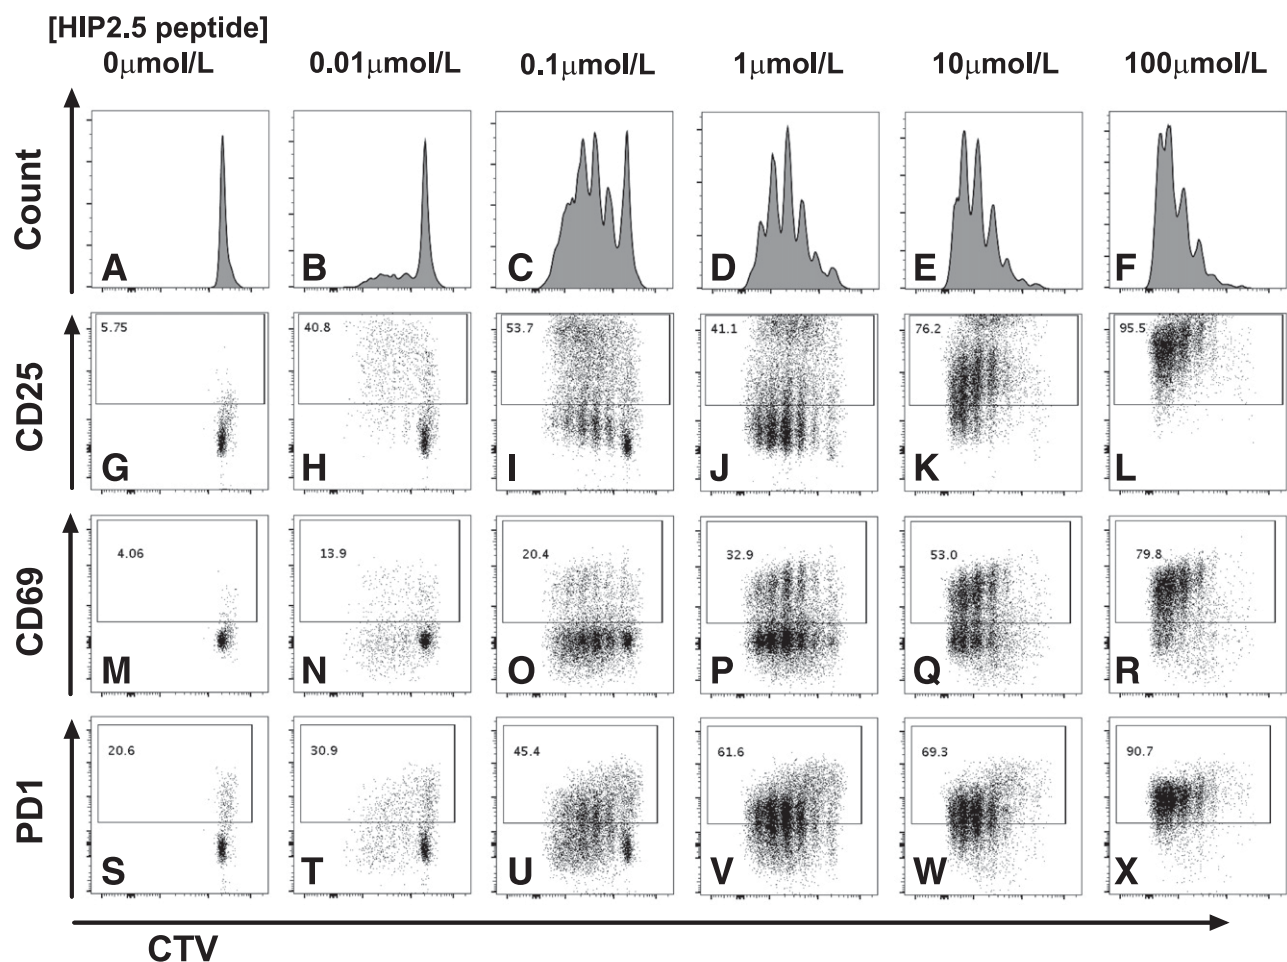 [HIP2.5 peptide]
0μmol/L 0.01μmol/L 0.1μmol/L 1μmol/L 10μmol/L 100μmol/L
Count
A B C D E F
CD25
5.75 40.8 53.7 41.1 76.2 95.5
G H I J K L
CD69
4.06 13.9 20.4 32.9 53.0 79.8
M N O P Q R
PD1
20.6 30.9 45.4 61.6 69.3 90.7
S T U V W X
CTV